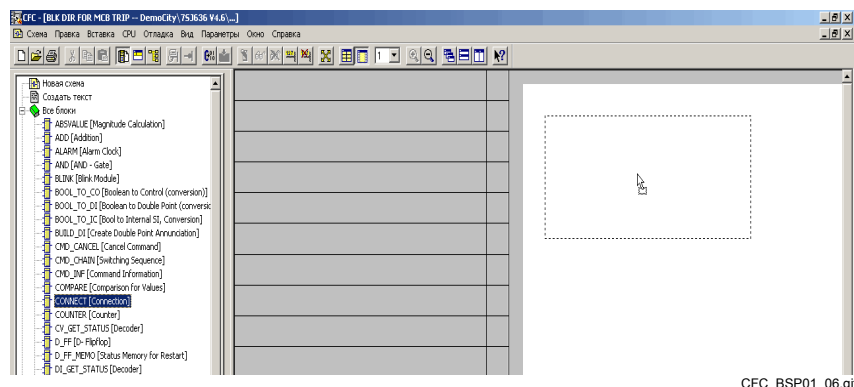 CFC - [BLK DIR FOR MCB TRIP -- DemoCity\7SJ636 V4.6\...]
Схема Правка Вставка CPU Отладка Вид Параметры Окно Справка
1
Новая схема
Создать текст
Все блоки
ABSVALUE [Magnitude Calculation]
ADD [Addition]
ALARM [Alarm Clock]
AND [AND - Gate]
BLINK [Blink Module]
BOOL_TO_CO [Boolean to Control (conversion)]
BOOL_TO_DI [Boolean to Double Point (conversic
BOOL_TO_IC [Bool to Internal SI, Conversion]
BUILD_DI [Create Double Point Annunciation]
CMD_CANCEL [Cancel Command]
CMD_CHAIN [Switching Sequence]
CMD_INF [Command Information]
COMPARE [Comparison for Values]
CONNECT [Connection]
COUNTER [Counter]
CV_GET_STATUS [Decoder]
D_FF [D- Flipflop]
D_FF_MEMO [Status Memory for Restart]
DI_GET_STATUS [Decoder]
CFC_BSP01_06.gi